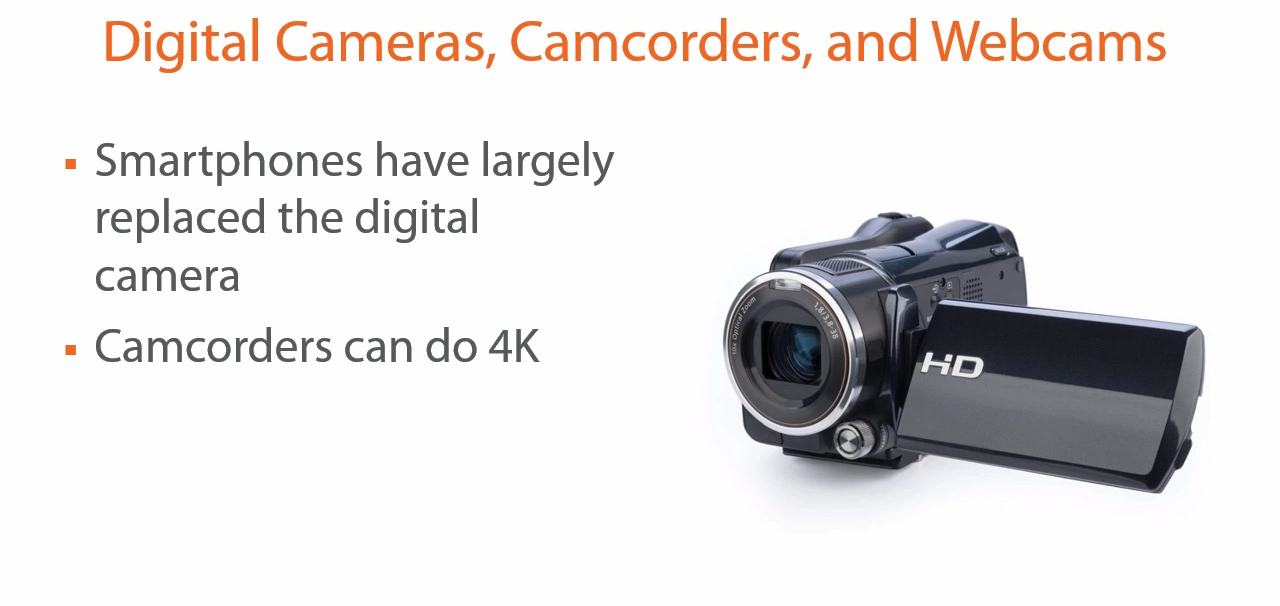 Digital Cameras, Camcorders, and Webcams
Smartphones have largely
replaced the digital
camera
Camcorders can do 4K
10x Optical Zoom
1,8/3,8-38
HD